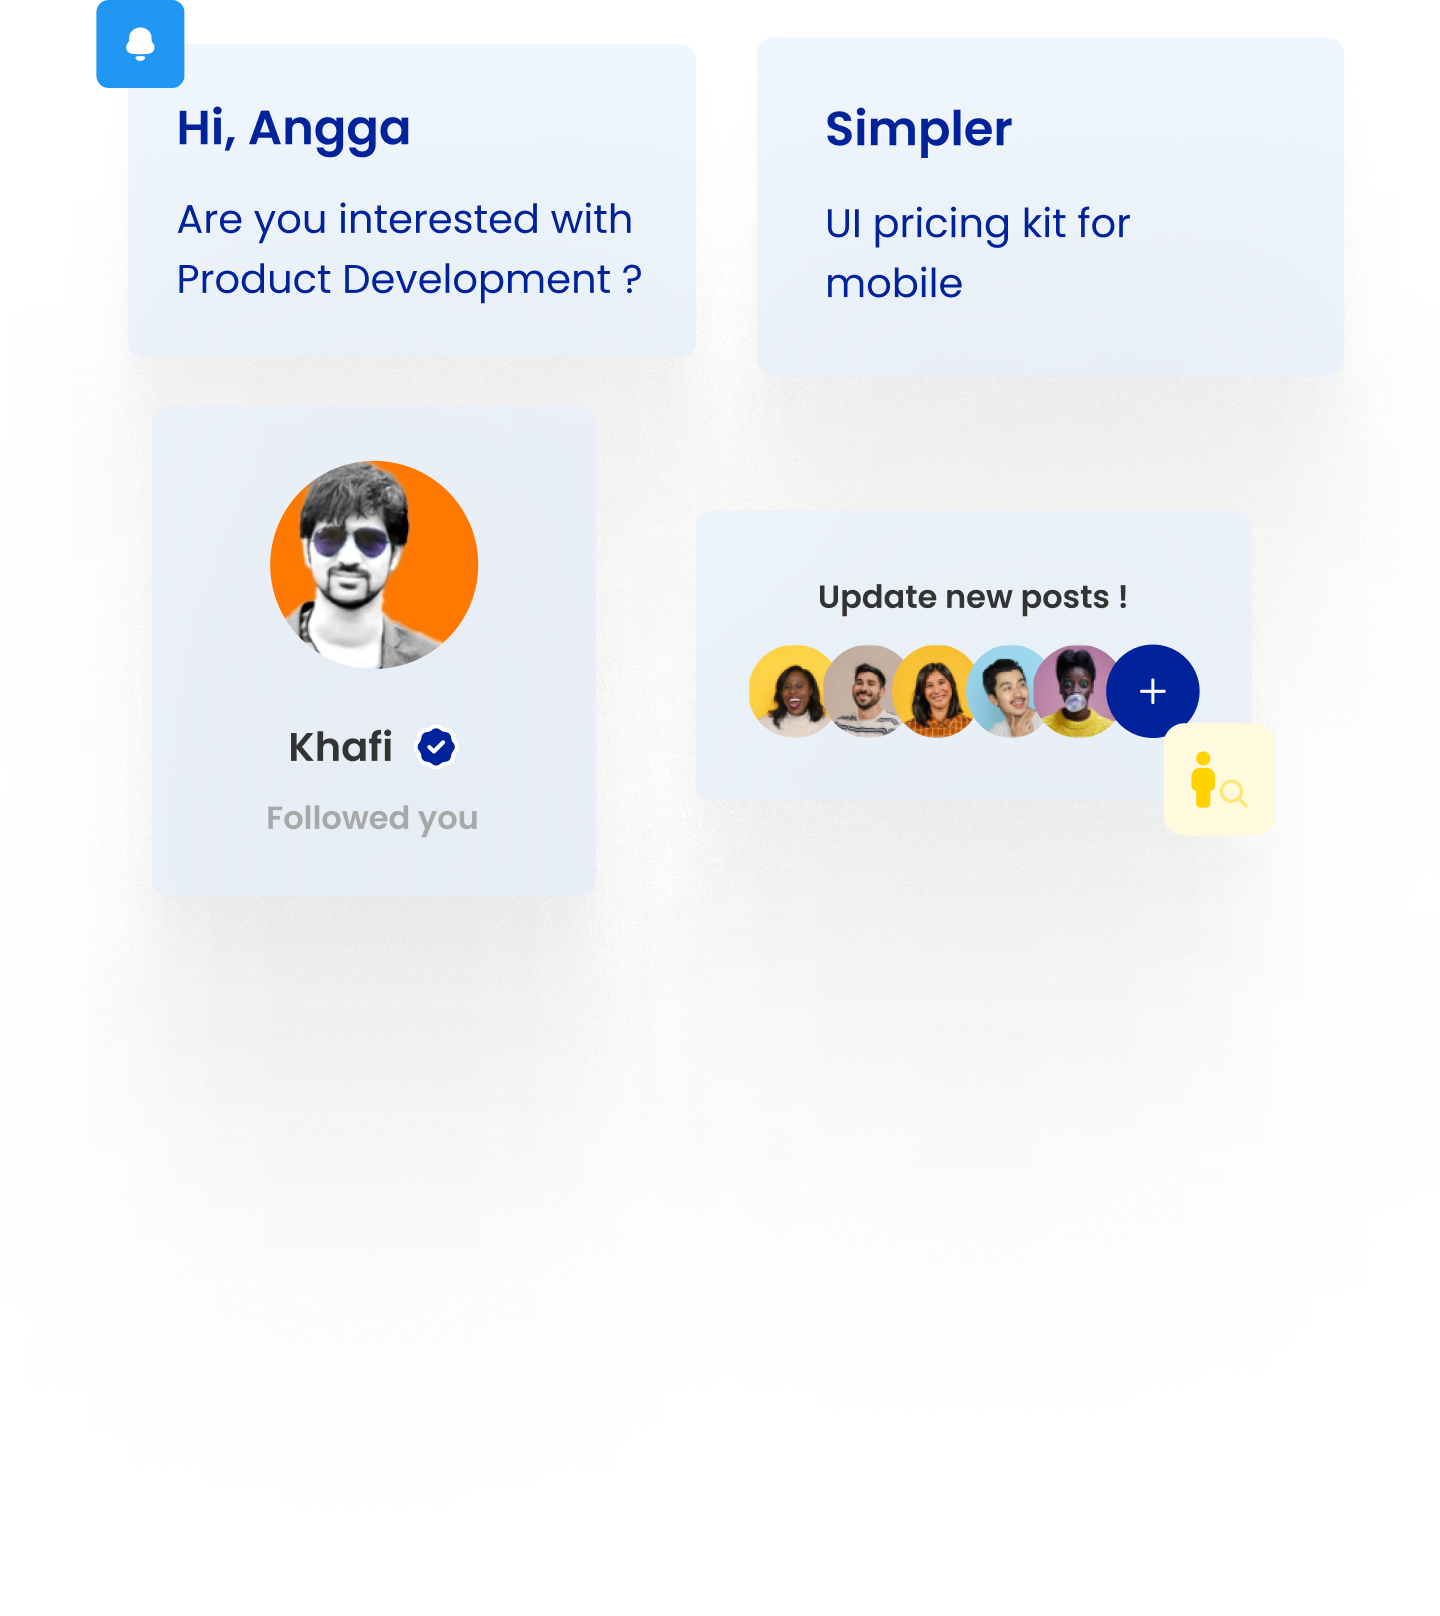 Hi, Angga
Are you interested with
Product Development ?
Simpler
UI pricing kit for
mobile
Khafi
Followed you
Update new posts !